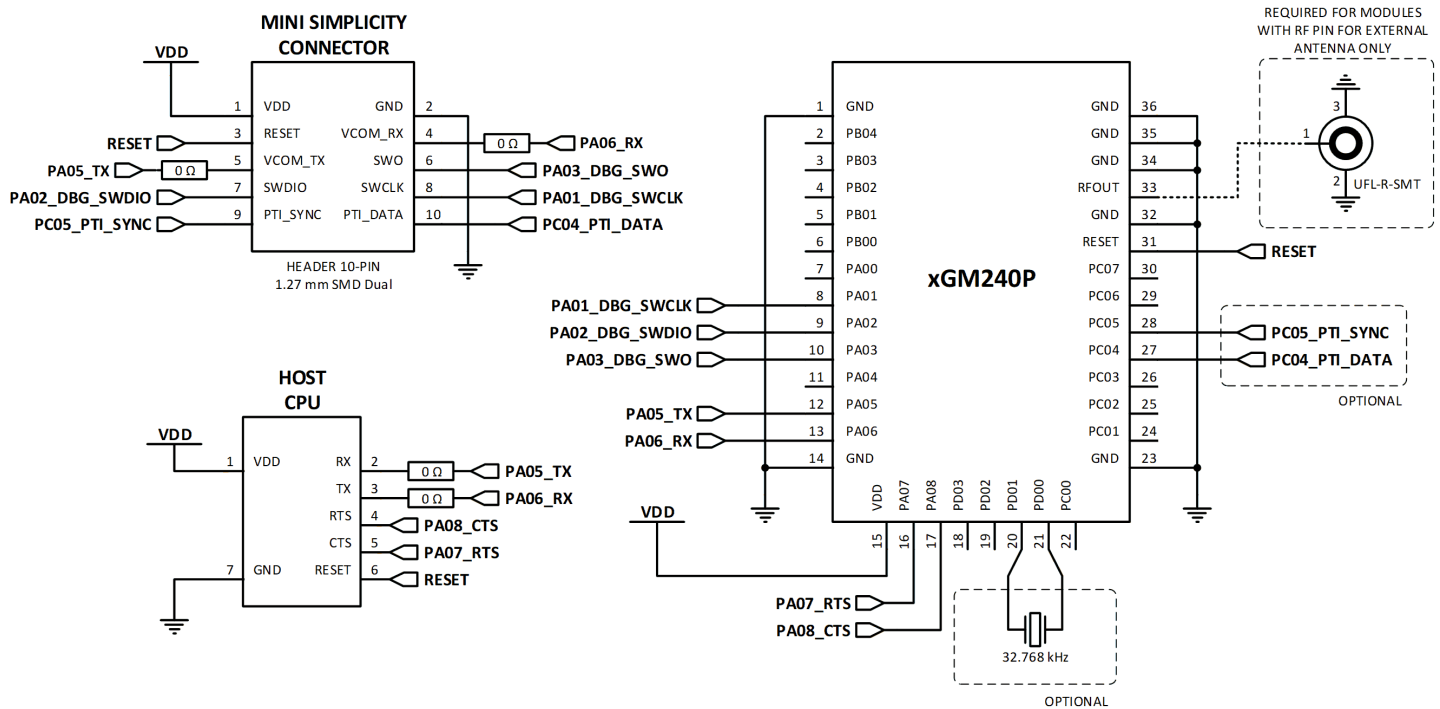 MINI SIMPLICITY
CONNECTOR
VDD
1 VDD GND 2
3 RESET VCOM_RX 4
5 VCOM_TX SWO 6
7 SWDIO SWCLK 8
9 PTI_SYNC PTI_DATA 10
RESET
PA05_TX 0 Ω
PA02_DBG_SWDIO
PC05_PTI_SYNC
0 Ω PA06_RX
PA03_DBG_SWO
PA01_DBG_SWCLK
PC04_PTI_DATA
HEADER 10-PIN
1.27 mm SMD Dual
HOST
CPU
VDD
1 VDD RX 2 0 Ω PA05_TX
TX 3 0 Ω PA06_RX
RTS 4 PA08_CTS
CTS 5 PA07_RTS
7 GND RESET 6 RESET
xGM240P
1 GND GND 36
2 PB04 GND 35
3 PB03 GND 34
4 PB02 RFOUT 33
5 PB01 GND 32
6 PB00 RESET 31 RESET
7 PA00 PC07 30
PA01_DBG_SWCLK 8 PA01 PC06 29
PA02_DBG_SWDIO 9 PA02 PC05 28 PC05_PTI_SYNC
PA03_DBG_SWO 10 PA03 PC04 27 PC04_PTI_DATA
11 PA04 PC03 26
PA05_TX 12 PA05 PC02 25
PA06_RX 13 PA06 PC01 24
14 GND GND 23
OPTIONAL
VDD PA07 PA08 PD03 PD02 PD01 PD00 PC00
15 16 17 18 19 20 21 22
VDD
PA07_RTS
PA08_CTS
32.768 kHz
OPTIONAL
REQUIRED FOR MODULES
WITH RF PIN FOR EXTERNAL
ANTENNA ONLY
3
1
2 UFL-R-SMT